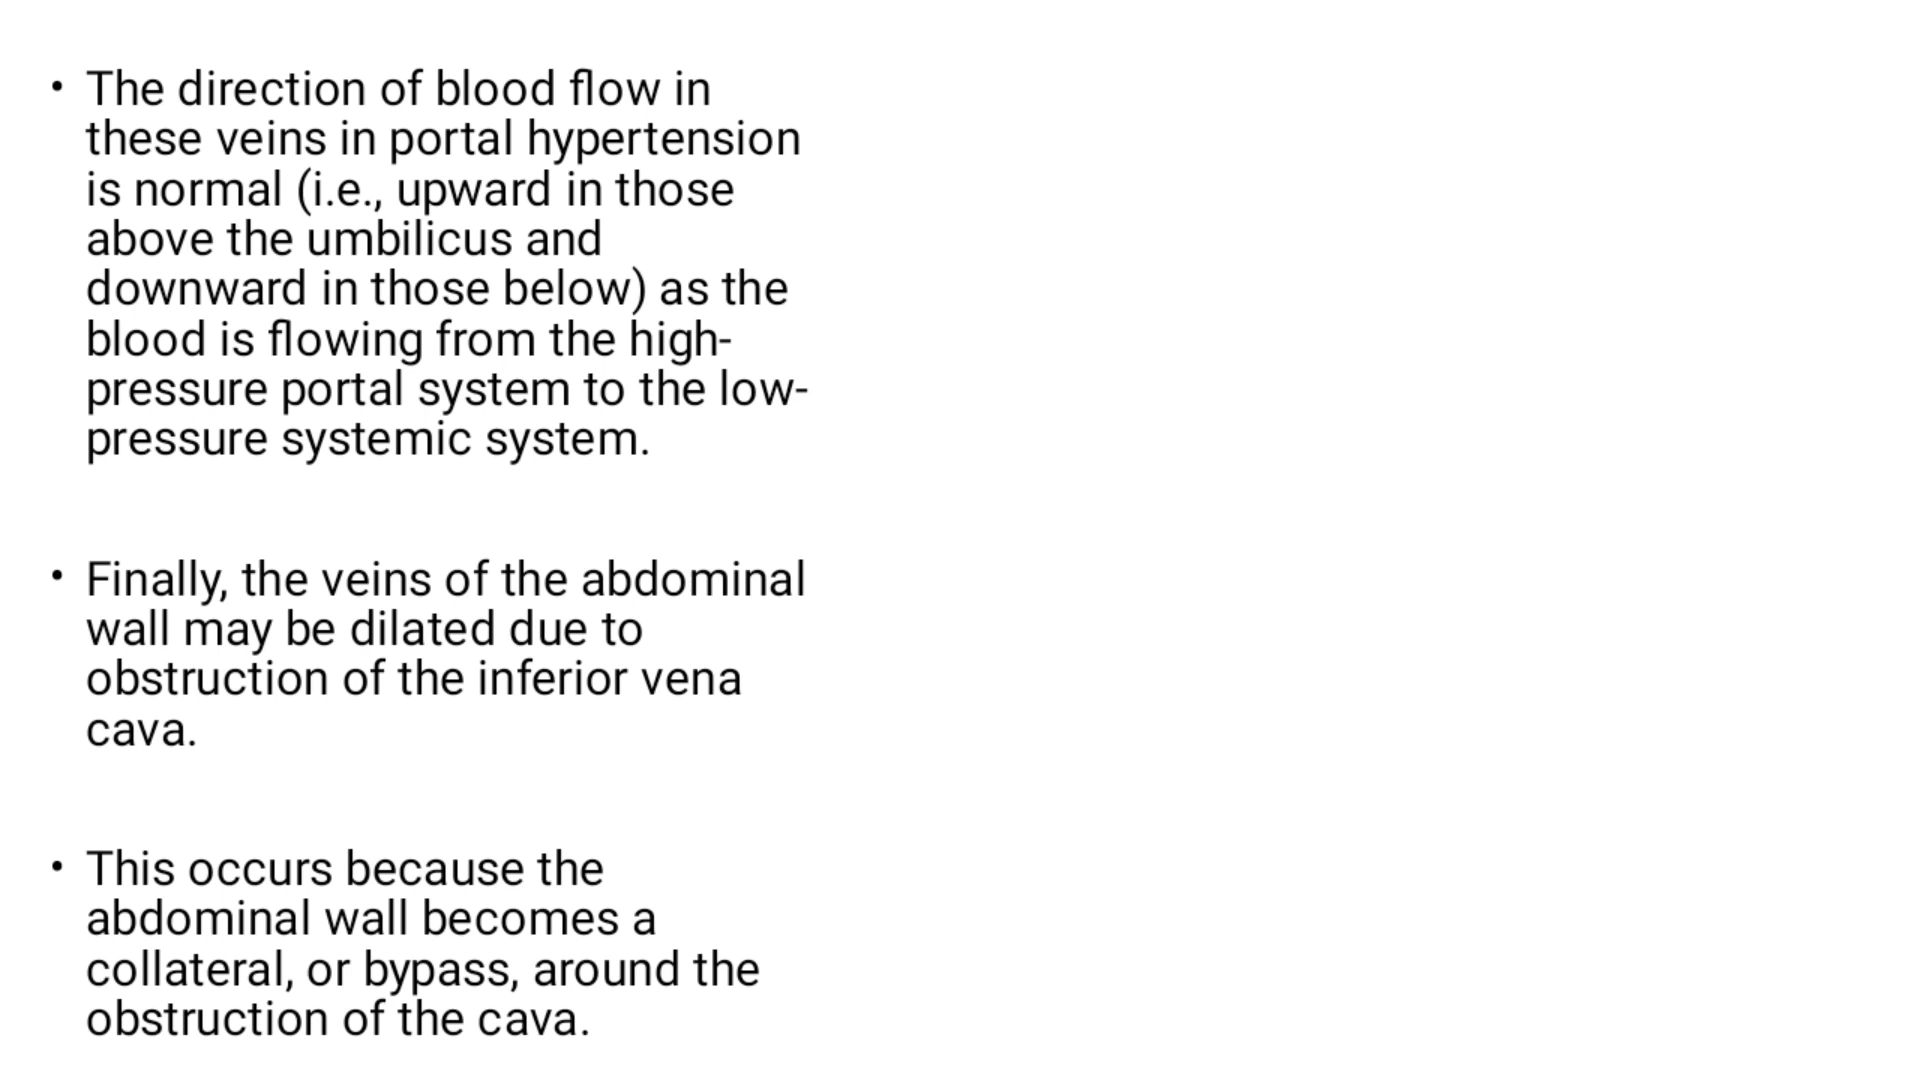 • The direction of blood flow in
these veins in portal hypertension
is normal (i.e., upward in those
above the umbilicus and
downward in those below) as the
blood is flowing from the high-
pressure portal system to the low-
pressure systemic system.
• Finally, the veins of the abdominal
wall may be dilated due to
obstruction of the inferior vena
cava.
• This occurs because the
abdominal wall becomes a
collateral, or bypass, around the
obstruction of the cava.